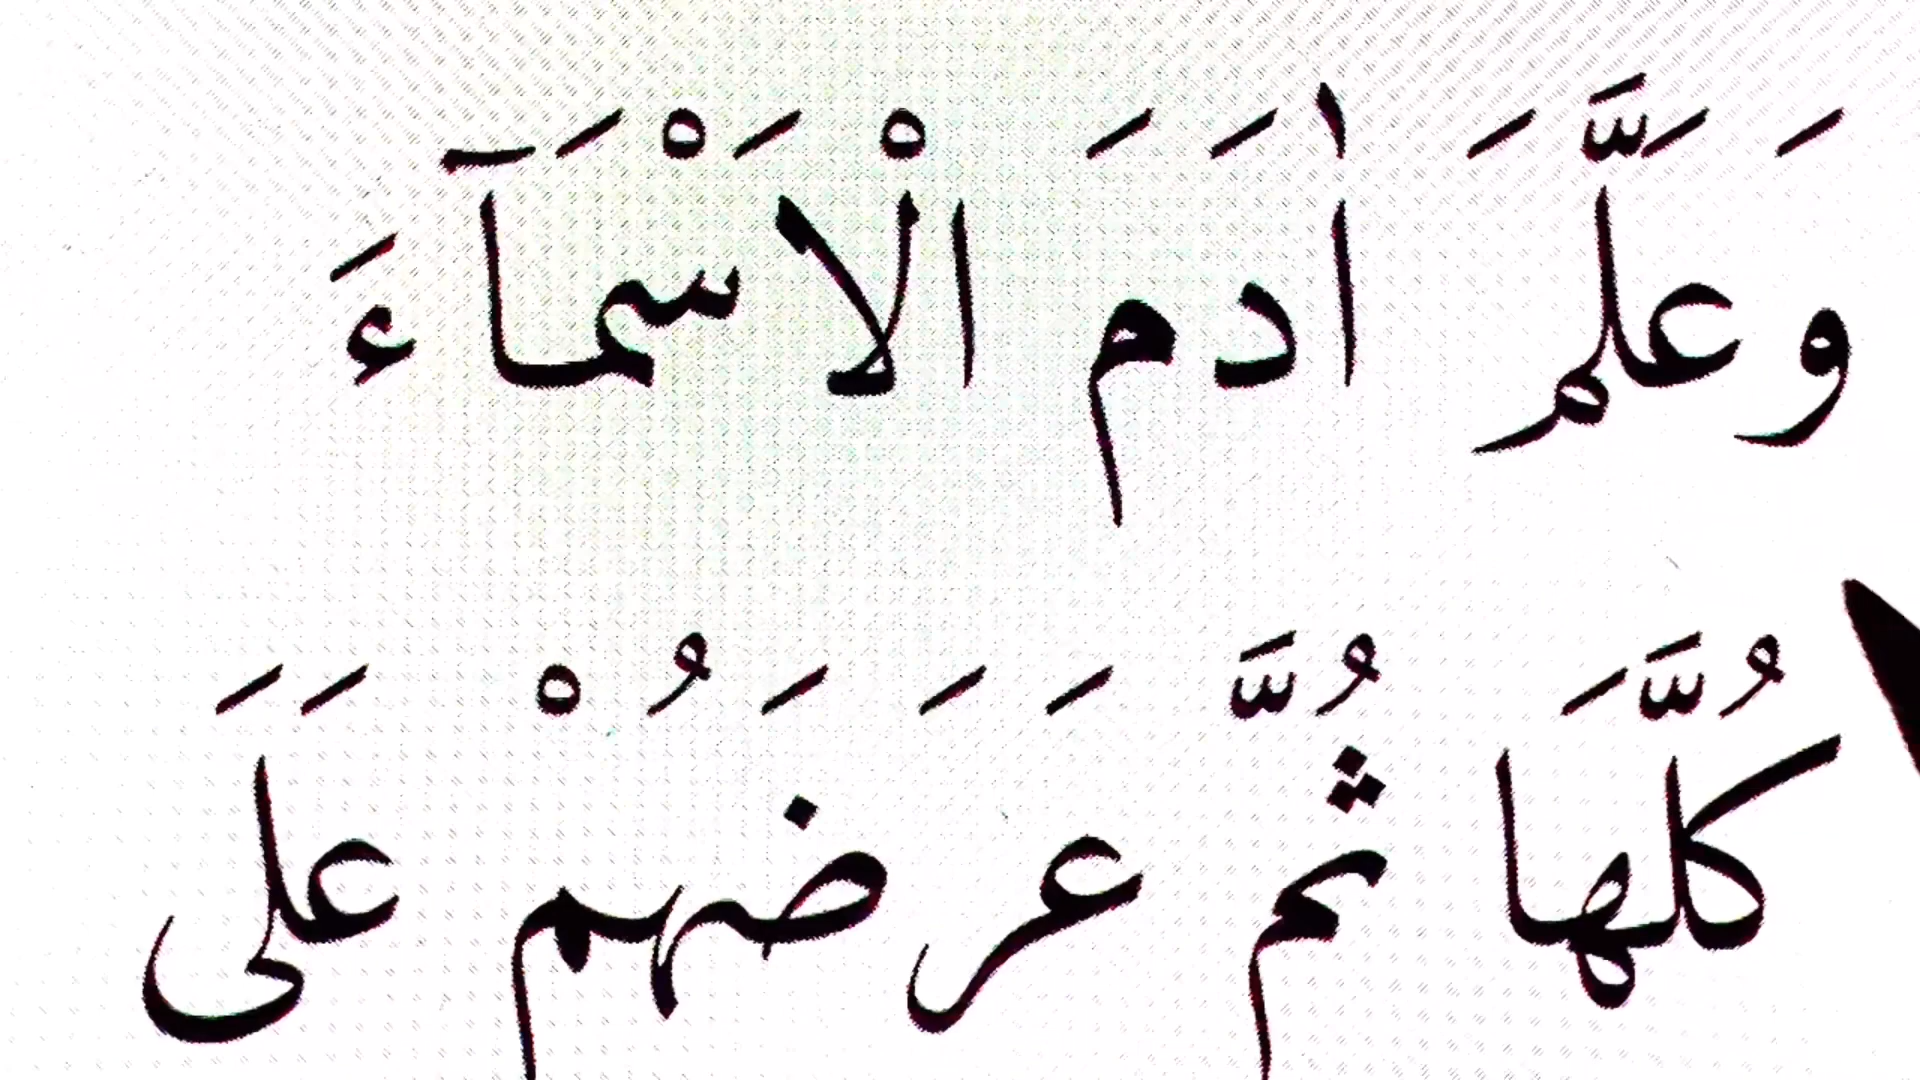 وَعَلَّمَ اٰدَمَ الْاَسْمَآءَ
كُلَّهَا ثُمَّ عَرَضَهُمْ عَلَى